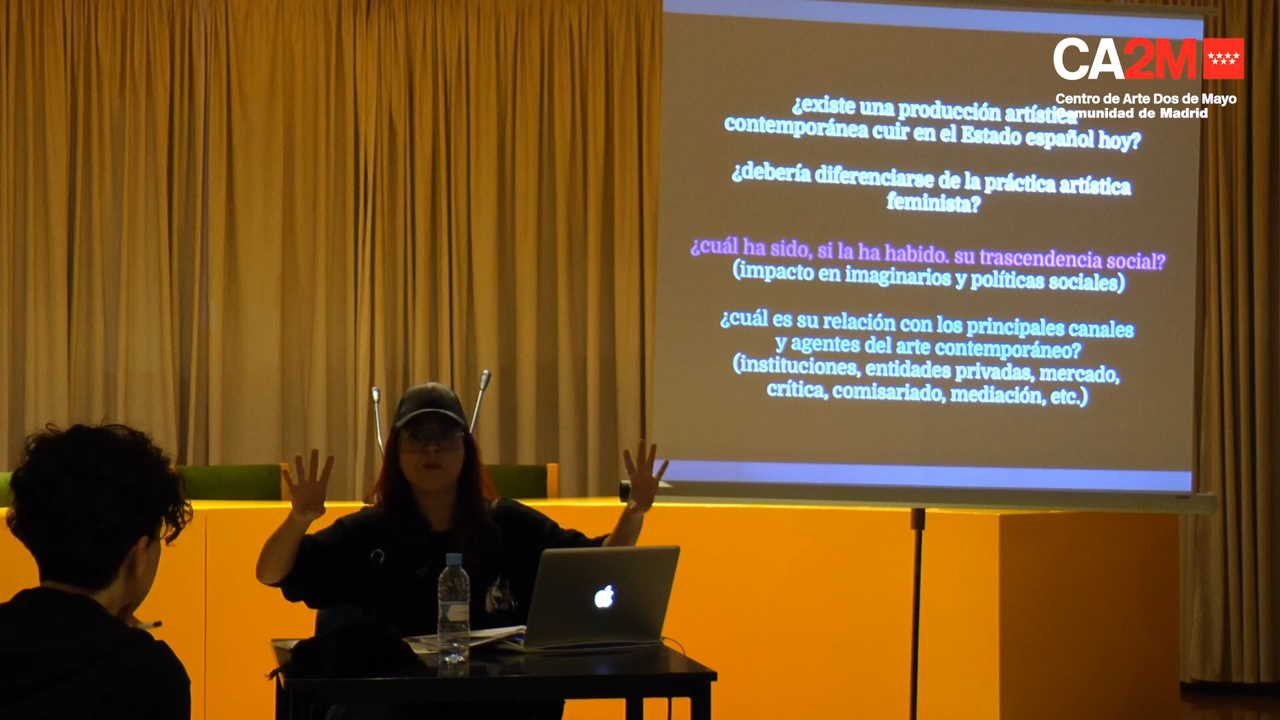 CA2M
Centro de Arte Dos de Mayo
Comunidad de Madrid
¿existe una producción artística
contemporánea cuir en el Estado español hoy?
¿debería diferenciarse de la práctica artística
feminista?
¿cuál ha sido, si la ha habido. su trascendencia social?
(impacto en imaginarios y políticas sociales)
¿cuál es su relación con los principales canales
y agentes del arte contemporáneo?
(instituciones, entidades privadas, mercado,
crítica, comisariado, mediación, etc.)